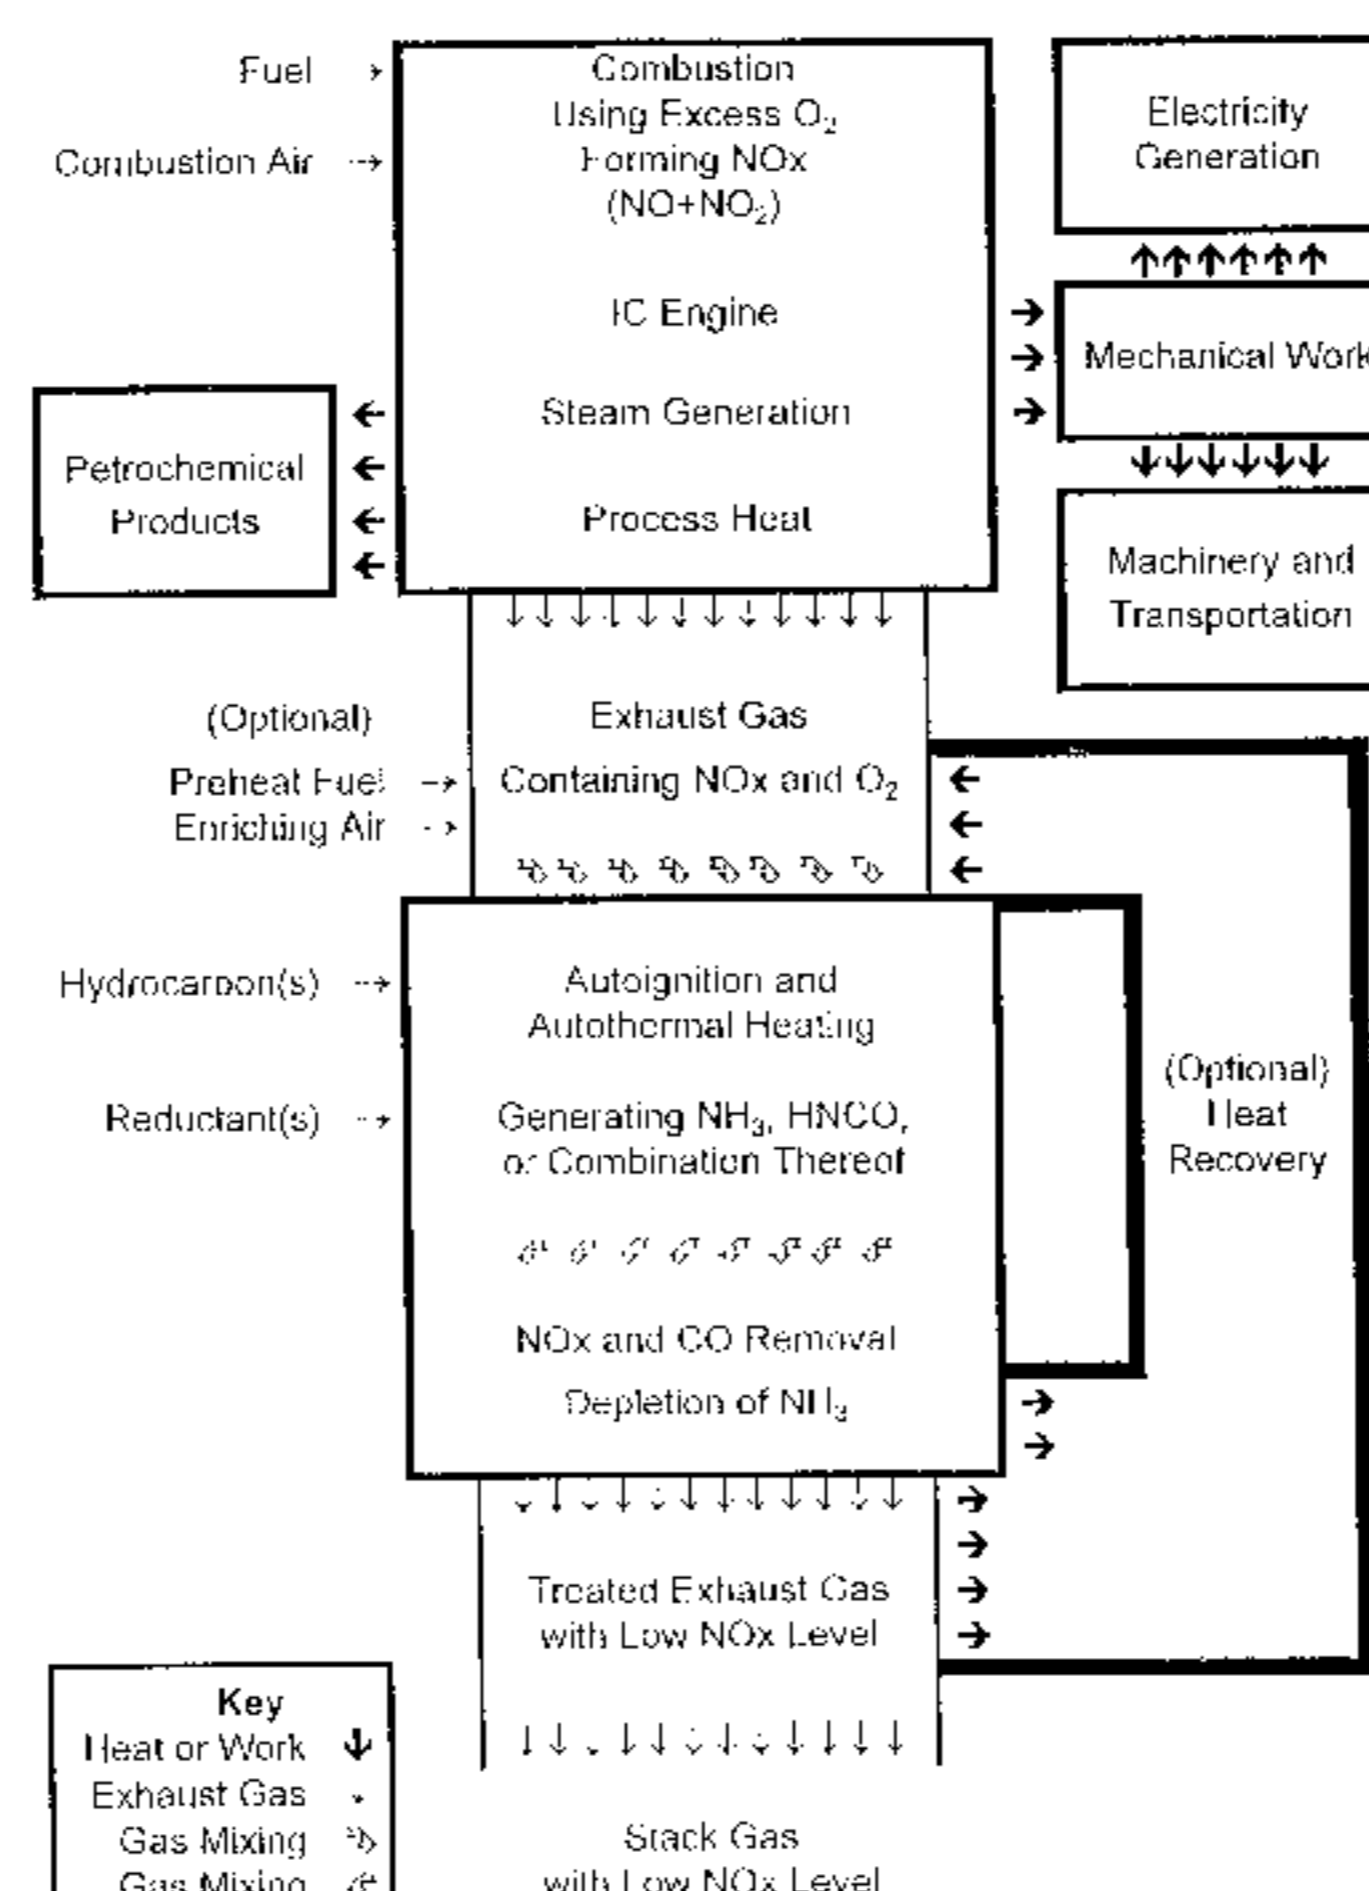 Fuel
Combustion Air
Combustion
Using Excess O₂
Forming NOx
(NO+NO₂)
IC Engine
Steam Generation
Process Heat
Electricity
Generation
Mechanical Work
Machinery and
Transportation
Petrochemical
Products
(Optional)
Preheat Fuel
Enriching Air
Exhaust Gas
Containing NOx and O₂
Hydrocarbon(s)
Reductant(s)
Autoignition and
Autothermal Heating
Generating NH₃, HNCO,
or Combination Thereof
NOx and CO Removal
Depletion of NH₃
(Optional)
Heat
Recovery
Treated Exhaust Gas
with Low NOx Level
Key
Heat or Work
Exhaust Gas
Gas Mixing
Gas Mixing
Stack Gas
with Low NOx Level